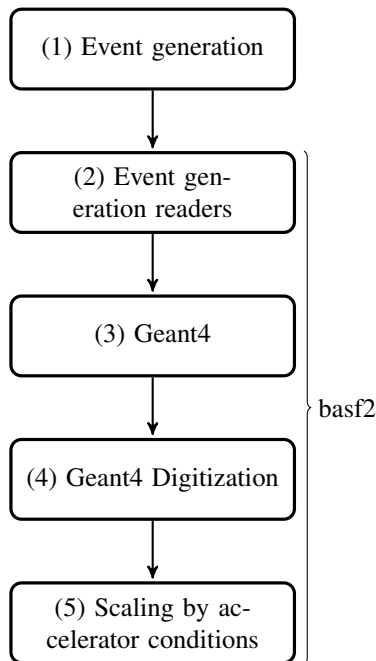 (1) Event generation
(2) Event gen-
eration readers
(3) Geant4
basf2
(4) Geant4 Digitization
(5) Scaling by ac-
celerator conditions